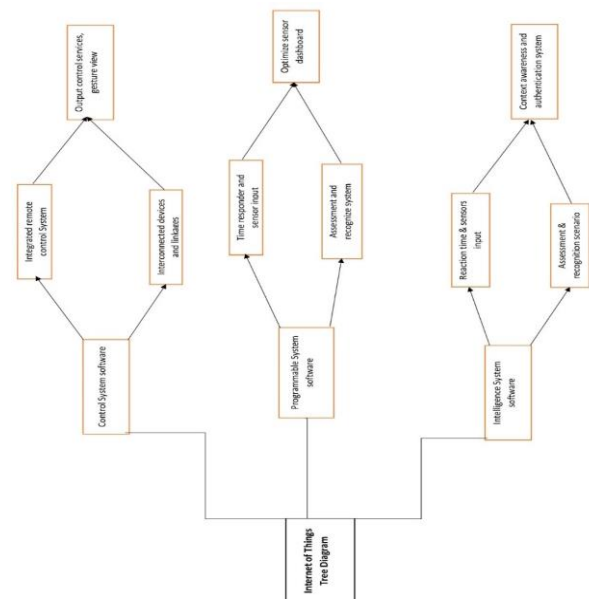 Internet of Things
Tree Diagram
Control System software
Integrated remote
control System
Interconnected devices
and linkaees
Output control services,
gesture view
Programmable System
software
Time responder and
sensor input
Assessment and
recognize system
Optimize sensor
dashboard
Intelligence System
software
Reaction time & sensors
input
Assessment &
recognition scenario
Context awareness and
authentication system